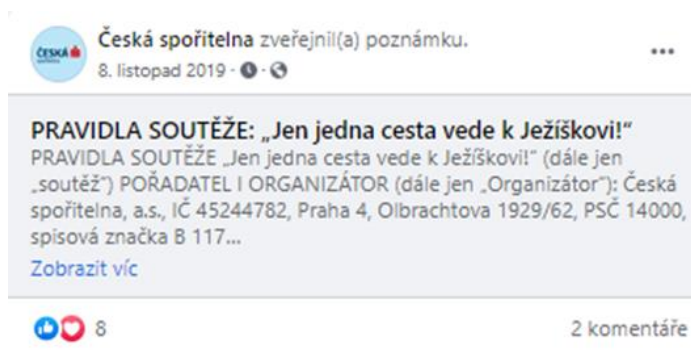 ČESKÁ
spořitelna
Česká spořitelna zveřejnil(a) poznámku.
8. listopad 2019 · ·
PRAVIDLA SOUTĚŽE: „Jen jedna cesta vede k Ježíškovi!“
PRAVIDLA SOUTĚŽE „Jen jedna cesta vede k Ježíškovi!“ (dále jen
„soutěž“) POŘADATEL I ORGANIZÁTOR (dále jen „Organizátor“): Česká
spořitelna, a.s., IČ 45244782, Praha 4, Olbrachtova 1929/62, PSČ 14000,
spisová značka B 117...
Zobrazit víc
8
2 komentáře